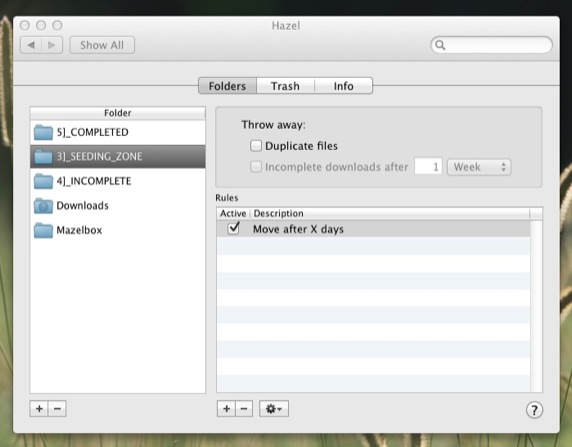 Hazel
Show All
Folders Trash Info
Folder
5]_COMPLETED
3]_SEEDING_ZONE
4]_INCOMPLETE
Downloads
Mazelbox
Throw away:
Duplicate files
Incomplete downloads after 1 Week
Rules
Active Description
Move after X days
+ −
+ −
?